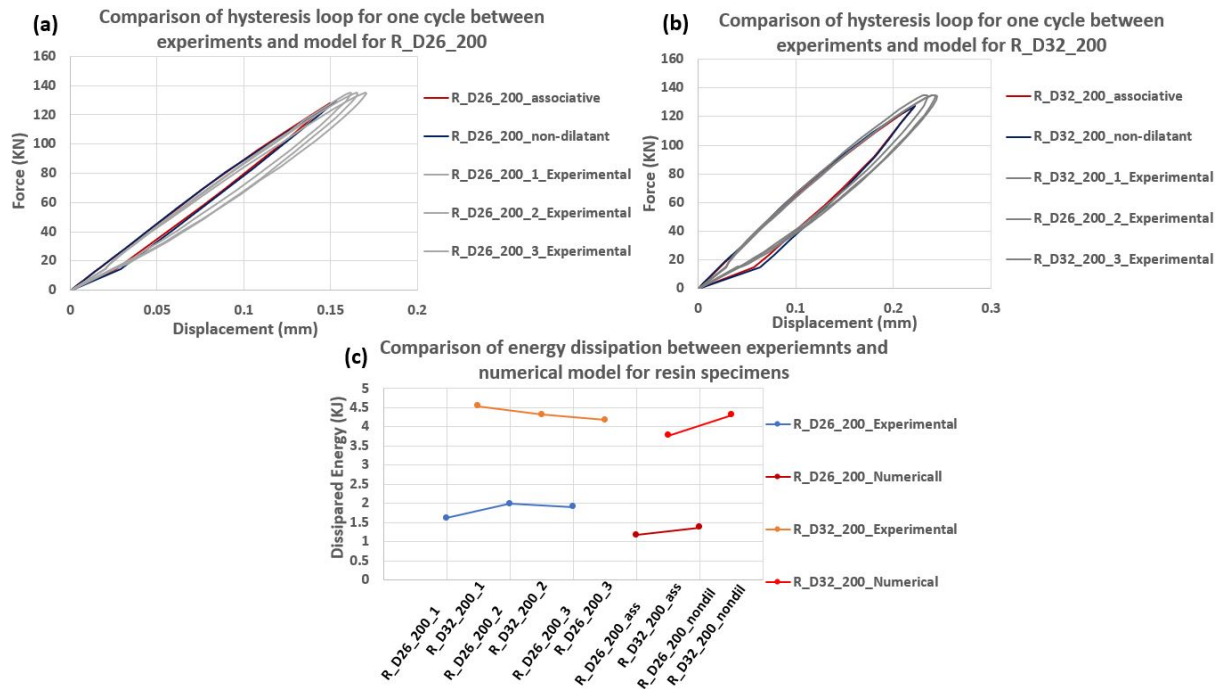 (a) Comparison of hysteresis loop for one cycle between
experiments and model for R_D26_200
160
140
120
100
80
60
40
20
0
Force (KN)
0 0.05 0.1 0.15 0.2
Displacement (mm)
R_D26_200_associative
R_D26_200_non-dilatant
R_D26_200_1_Experimental
R_D26_200_2_Experimental
R_D26_200_3_Experimental
(b) Comparison of hysteresis loop for one cycle between
experiments and model for R_D32_200
160
140
120
100
80
60
40
20
0
Force (KN)
0 0.1 0.2 0.3
Displacement (mm)
R_D32_200_associative
R_D32_200_non-dilatant
R_D32_200_1_Experimental
R_D26_200_2_Experimental
R_D32_200_3_Experimental
(c) Comparison of energy dissipation between experiemnts and
numerical model for resin specimens
5
4.5
4
3.5
3
2.5
2
1.5
1
0.5
0
Dissipared Energy (KJ)
R_D26_200_1
R_D32_200_1
R_D26_200_2
R_D32_200_2
R_D26_200_3
R_D26_200_3
R_D26_200_ass
R_D32_200_ass
R_D26_200_nondil
R_D32_200_nondil
R_D26_200_Experimental
R_D26_200_Numericall
R_D32_200_Experimental
R_D32_200_Numerical